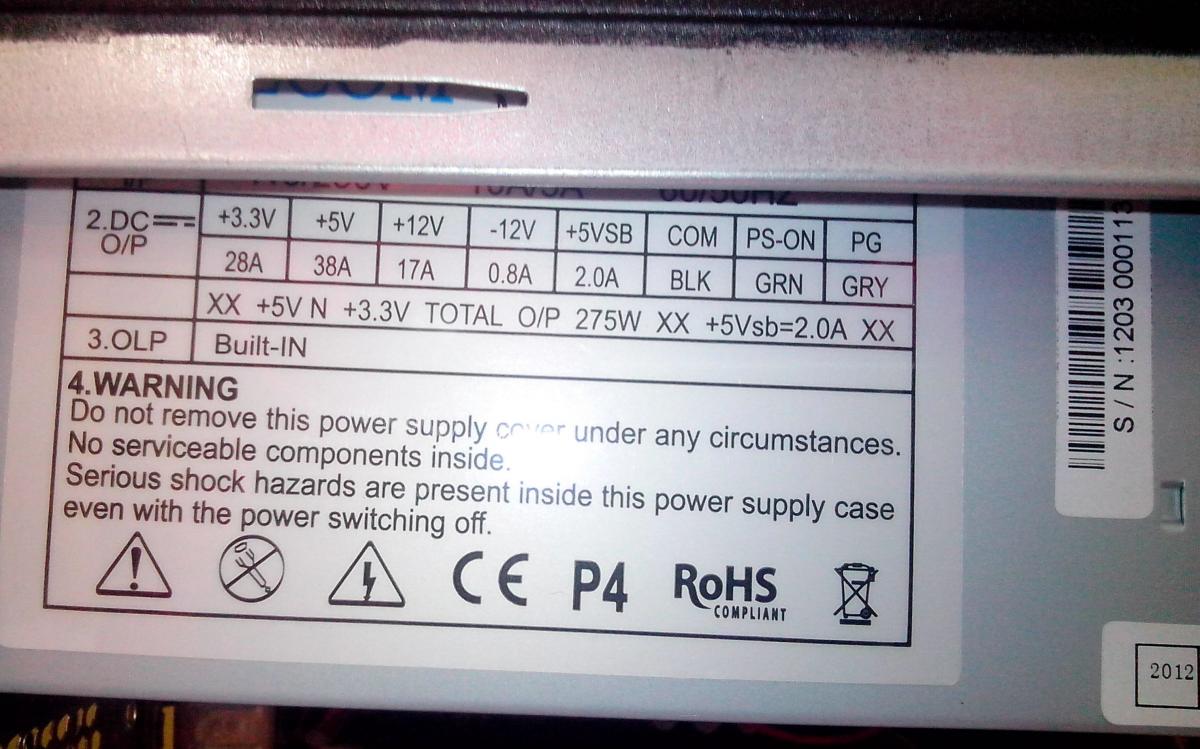 2.DC
O/P
+3.3V +5V +12V -12V +5VSB COM PS-ON PG
28A 38A 17A 0.8A 2.0A BLK GRN GRY
XX +5V N +3.3V TOTAL O/P 275W XX +5Vsb=2.0A XX
3.OLP Built-IN
4.WARNING
Do not remove this power supply cover under any circumstances.
No serviceable components inside.
Serious shock hazards are present inside this power supply case
even with the power switching off.
CE P4 RoHS
COMPLIANT
S/N:1203 000113
2012